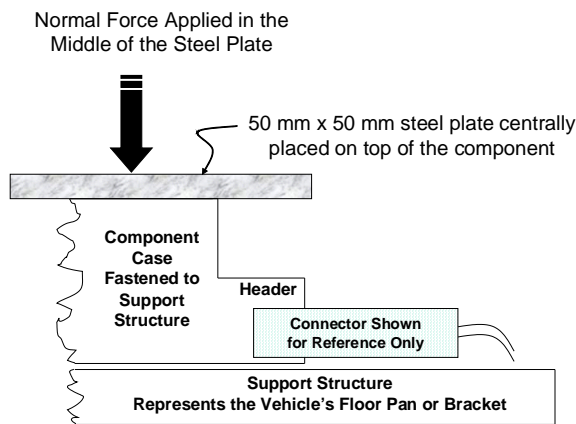 Normal Force Applied in the
Middle of the Steel Plate
50 mm x 50 mm steel plate centrally
placed on top of the component
Component
Case
Fastened to
Support
Structure
Header
Connector Shown
for Reference Only
Support Structure
Represents the Vehicle's Floor Pan or Bracket